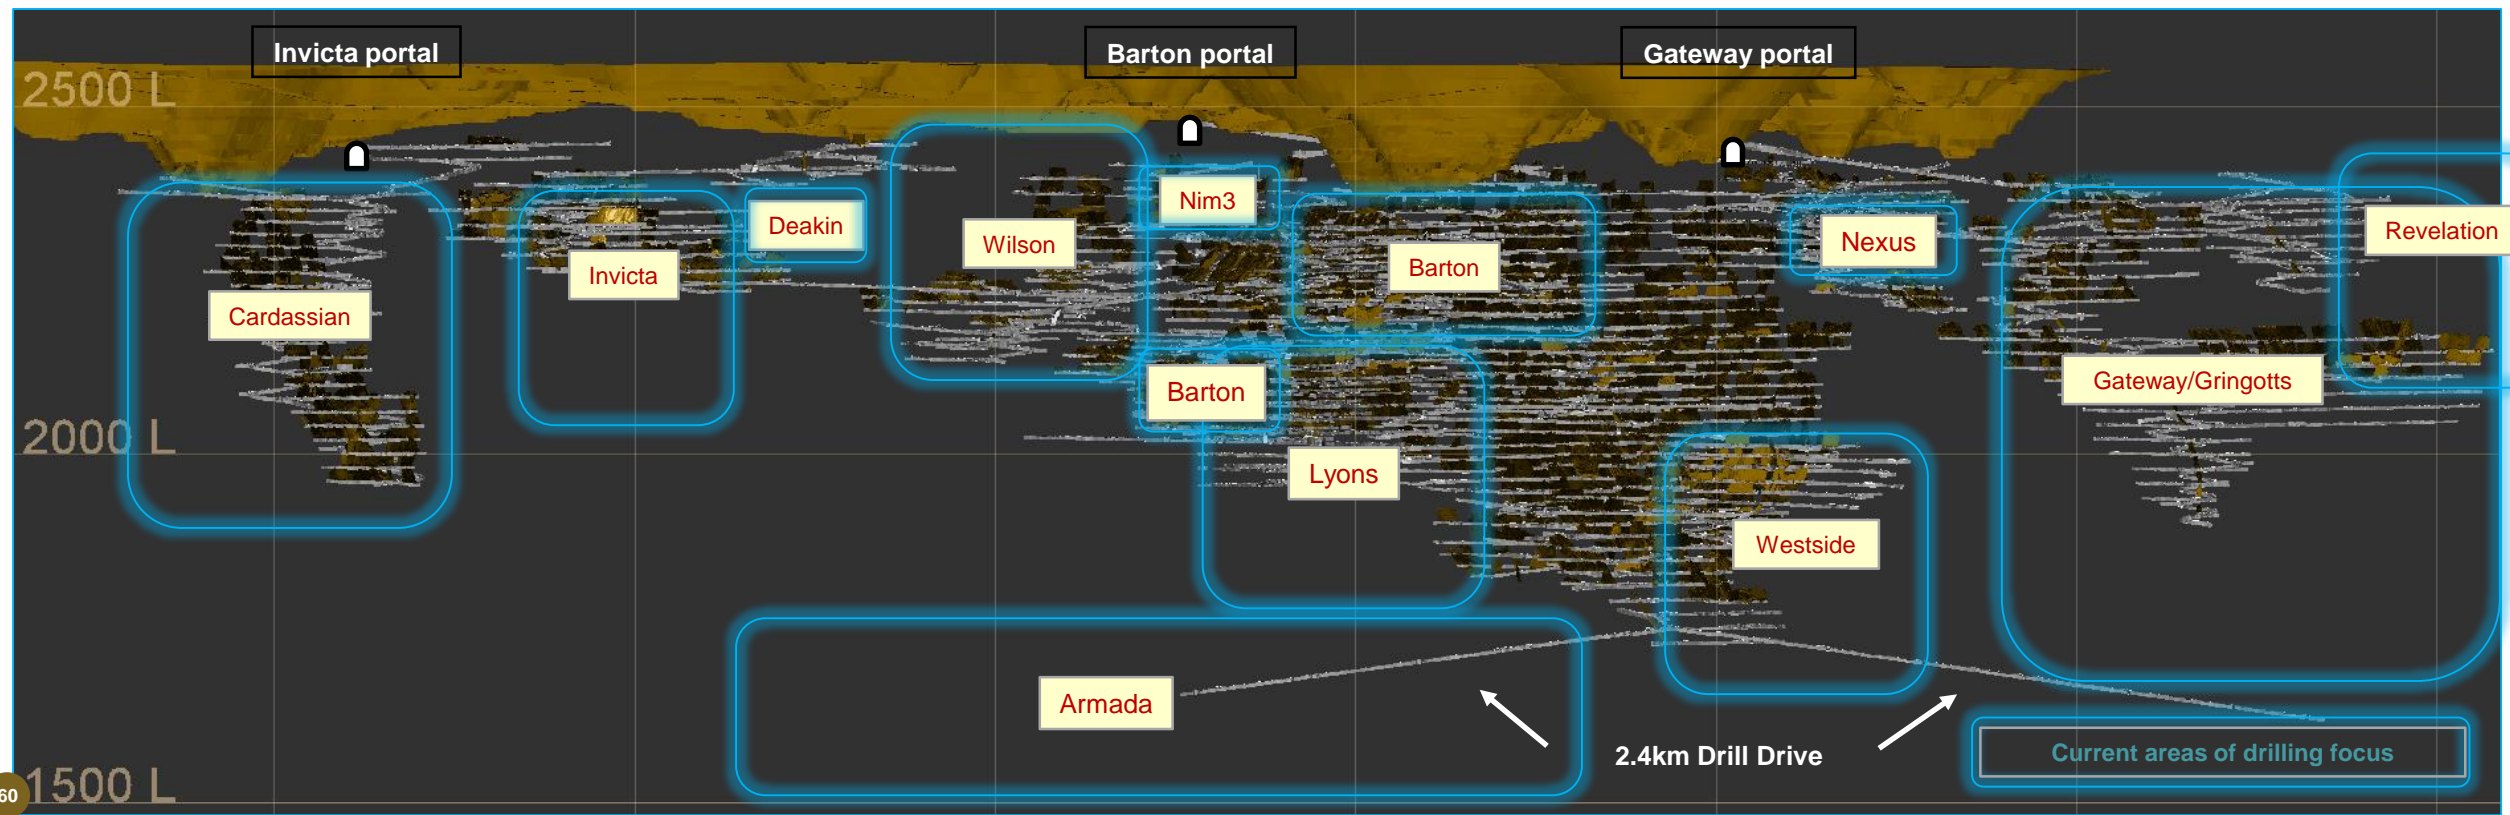 Invicta portal
Barton portal
Gateway portal
2500 L
Nim3
Deakin
Wilson
Revelation
Nexus
Invicta
Barton
Cardassian
Gateway/Gringotts
Barton
2000 L
Lyons
Westside
Armada
2.4km Drill Drive
Current areas of drilling focus
1500 L
60